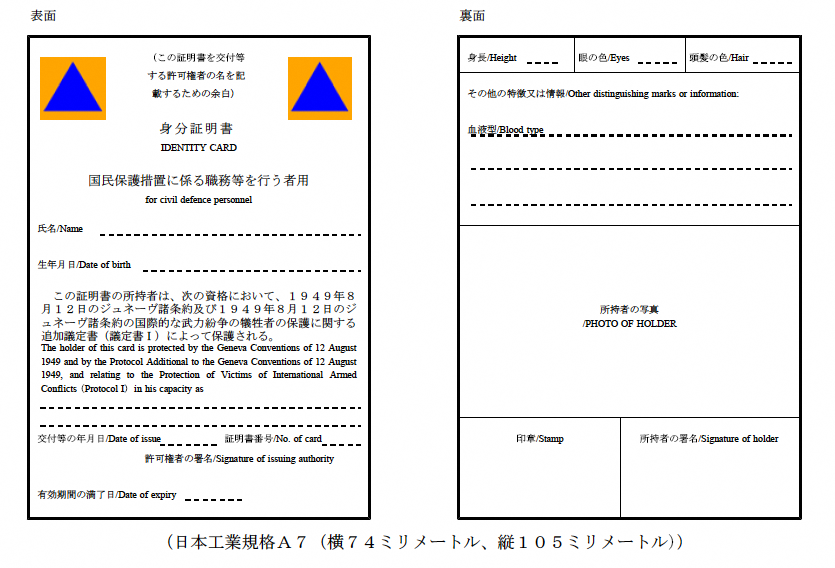 表面
（この証明書を交付等
する許可権者の名を記
載するための余白）
身分証明書
IDENTITY CARD
国民保護措置に係る職務等を行う者用
for civil defence personnel
氏名/Name
生年月日/Date of birth
この証明書の所持者は、次の資格において、１９４９年８
月１２日のジュネーヴ諸条約及び１９４９年８月１２日のジ
ュネーヴ諸条約の国際的な武力紛争の犠牲者の保護に関する
追加議定書（議定書Ⅰ）によって保護される。
The holder of this card is protected by the Geneva Conventions of 12 August
1949 and by the Protocol Additional to the Geneva Conventions of 12 August
1949, and relating to the Protection of Victims of International Armed
Conflicts（Protocol I）in his capacity as
交付等の年月日/Date of issue 証明書番号/No. of card
許可権者の署名/Signature of issuing authority
有効期間の満了日/Date of expiry
裏面
身長/Height 眼の色/Eyes 頭髪の色/Hair
その他の特徴又は情報/Other distinguishing marks or information:
血液型/Blood type
所持者の写真
/PHOTO OF HOLDER
印章/Stamp 所持者の署名/Signature of holder
（日本工業規格Ａ７（横７４ミリメートル、縦１０５ミリメートル））